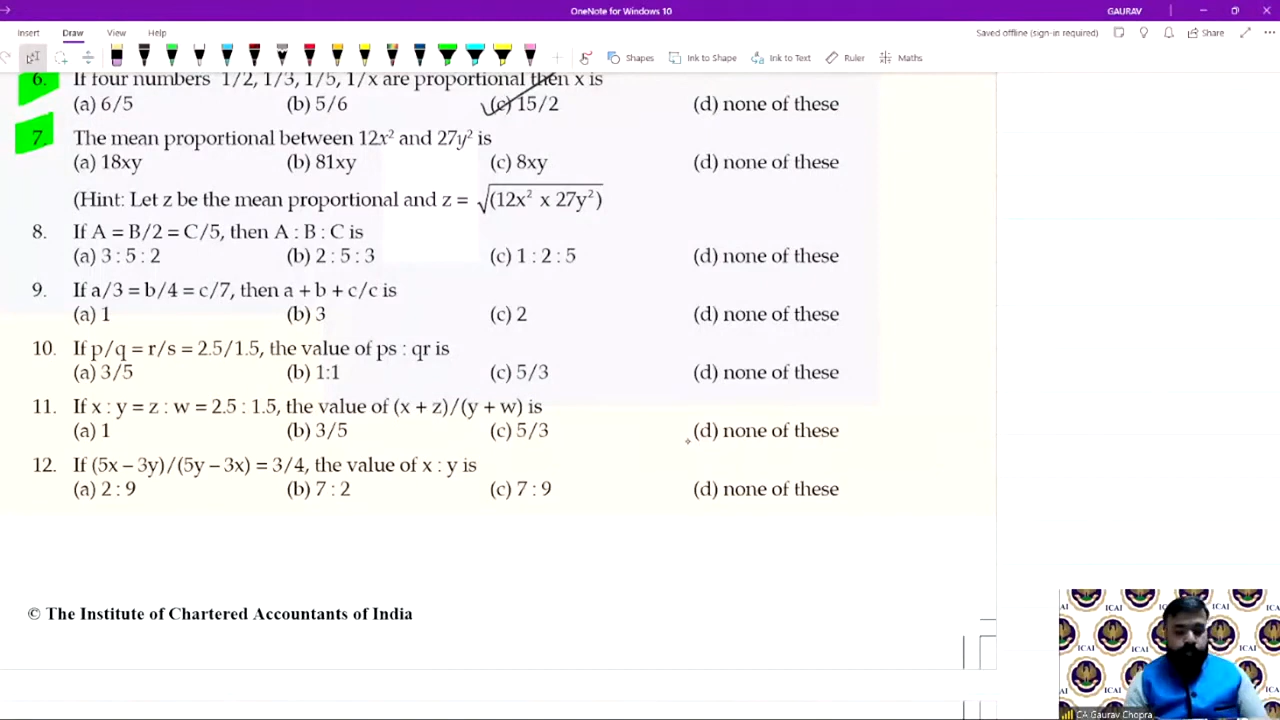 OneNote for Windows 10
GAURAV
Insert Draw View Help
Saved offline (sign-in required) Share
Shapes Ink to Shape Ink to Text Ruler Maths
6. If four numbers 1/2, 1/3, 1/5, 1/x are proportional then x is
(a) 6/5 (b) 5/6 (c) 15/2 (d) none of these
7. The mean proportional between 12x² and 27y² is
(a) 18xy (b) 81xy (c) 8xy (d) none of these
(Hint: Let z be the mean proportional and z = √(12x² x 27y²)
8. If A = B/2 = C/5, then A : B : C is
(a) 3 : 5 : 2 (b) 2 : 5 : 3 (c) 1 : 2 : 5 (d) none of these
9. If a/3 = b/4 = c/7, then a + b + c/c is
(a) 1 (b) 3 (c) 2 (d) none of these
10. If p/q = r/s = 2.5/1.5, the value of ps : qr is
(a) 3/5 (b) 1:1 (c) 5/3 (d) none of these
11. If x : y = z : w = 2.5 : 1.5, the value of (x + z)/(y + w) is
(a) 1 (b) 3/5 (c) 5/3 (d) none of these
12. If (5x – 3y)/(5y – 3x) = 3/4, the value of x : y is
(a) 2 : 9 (b) 7 : 2 (c) 7 : 9 (d) none of these
© The Institute of Chartered Accountants of India
ICAI
ICAI
ICAI
CA Gaurav Chopra